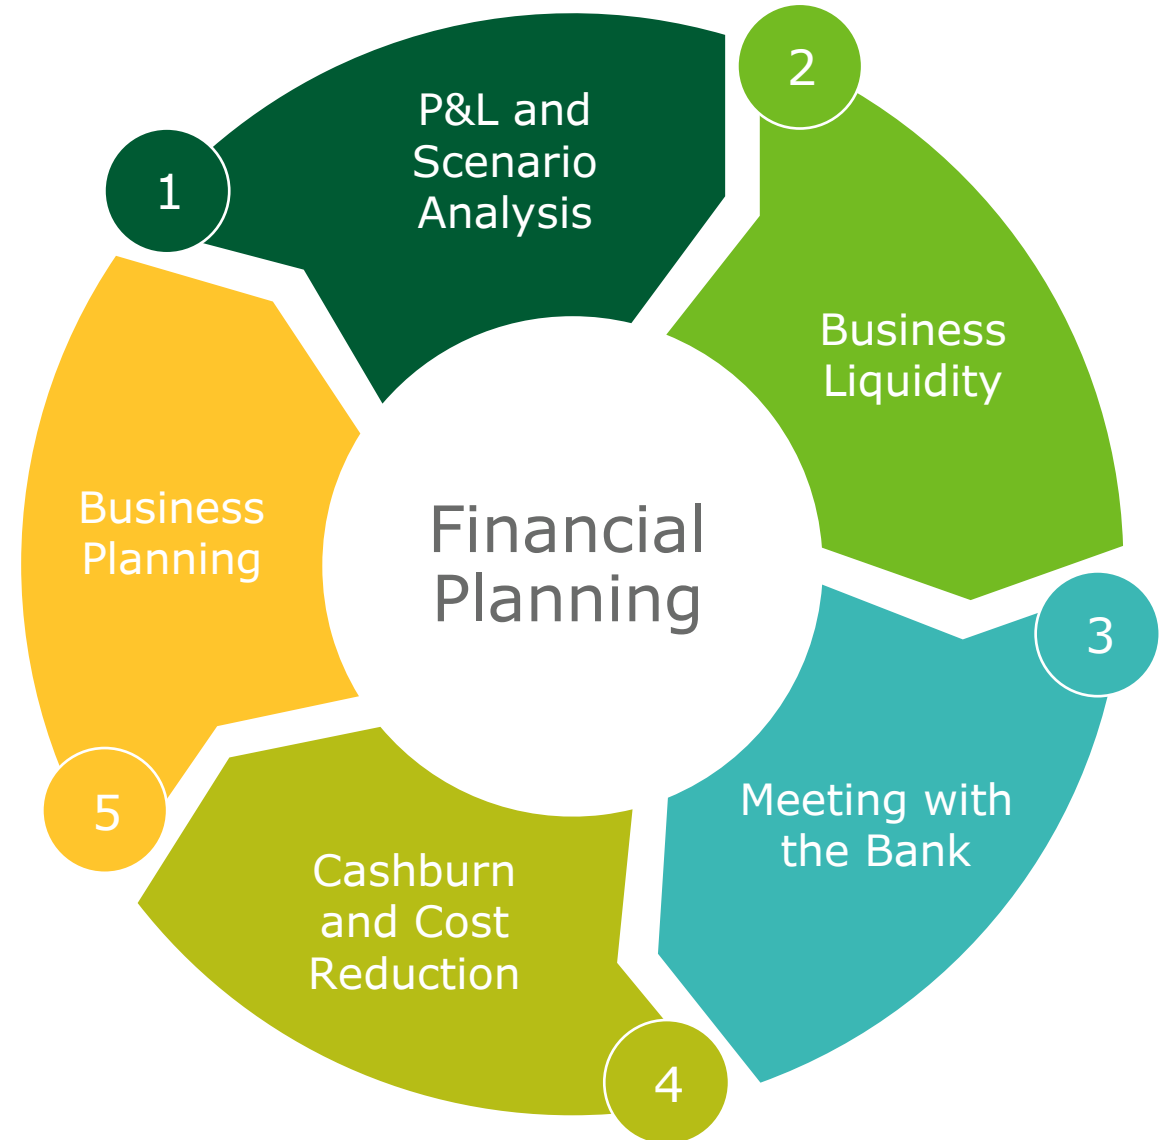 1
P&L and
Scenario
Analysis
2
Business
Liquidity
3
Meeting with
the Bank
4
Cashburn
and Cost
Reduction
5
Business
Planning
Financial
Planning